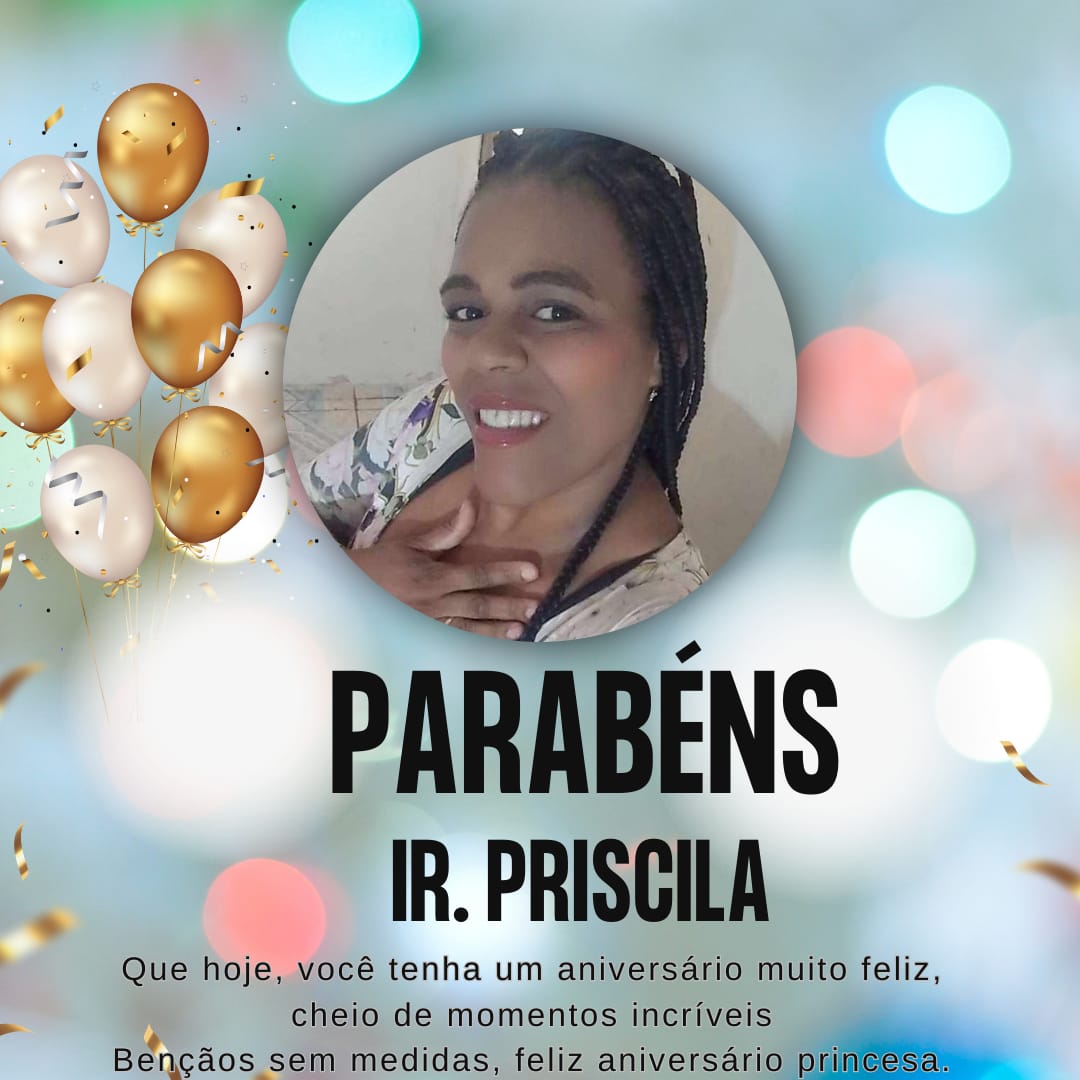 PARABÉNS
IR. PRISCILA
Que hoje, você tenha um aniversário muito feliz,
cheio de momentos incríveis
Bençãos sem medidas, feliz aniversário princesa.